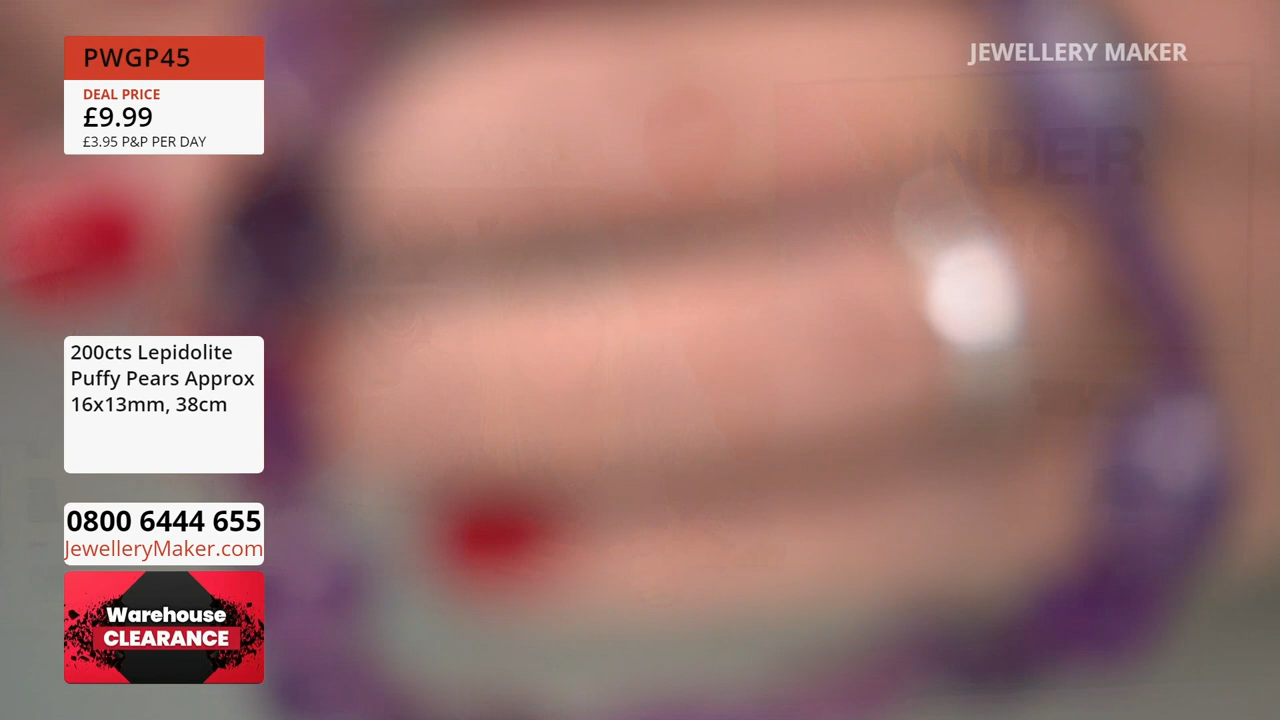 PWGP45
DEAL PRICE
£9.99
£3.95 P&P PER DAY
JEWELLERY MAKER
UNDER
200cts Lepidolite
Puffy Pears Approx
16x13mm, 38cm
0800 6444 655
JewelleryMaker.com
Warehouse
CLEARANCE